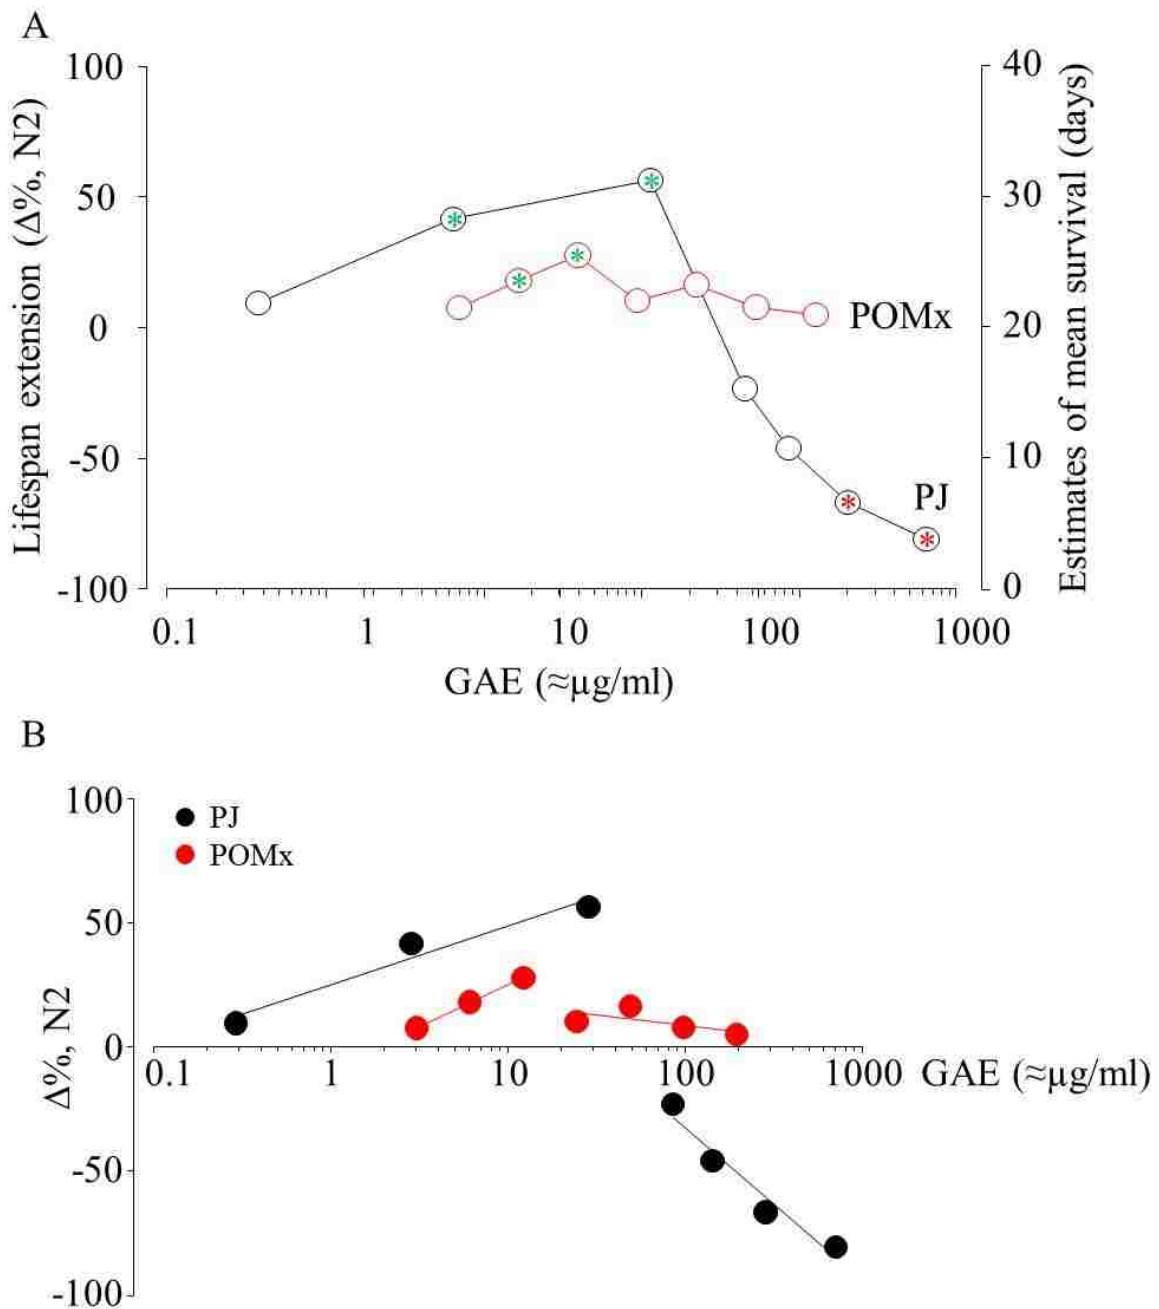 A
100
50
0
-50
-100
Lifespan extension (Δ%, N2)
40
30
20
10
0
Estimates of mean survival (days)
POMx
PJ
0.1 1 10 100 1000
GAE (≈µg/ml)
B
PJ
POMx
100
50
0
-50
-100
Δ%, N2
0.1 1 10 100 1000 GAE (≈µg/ml)